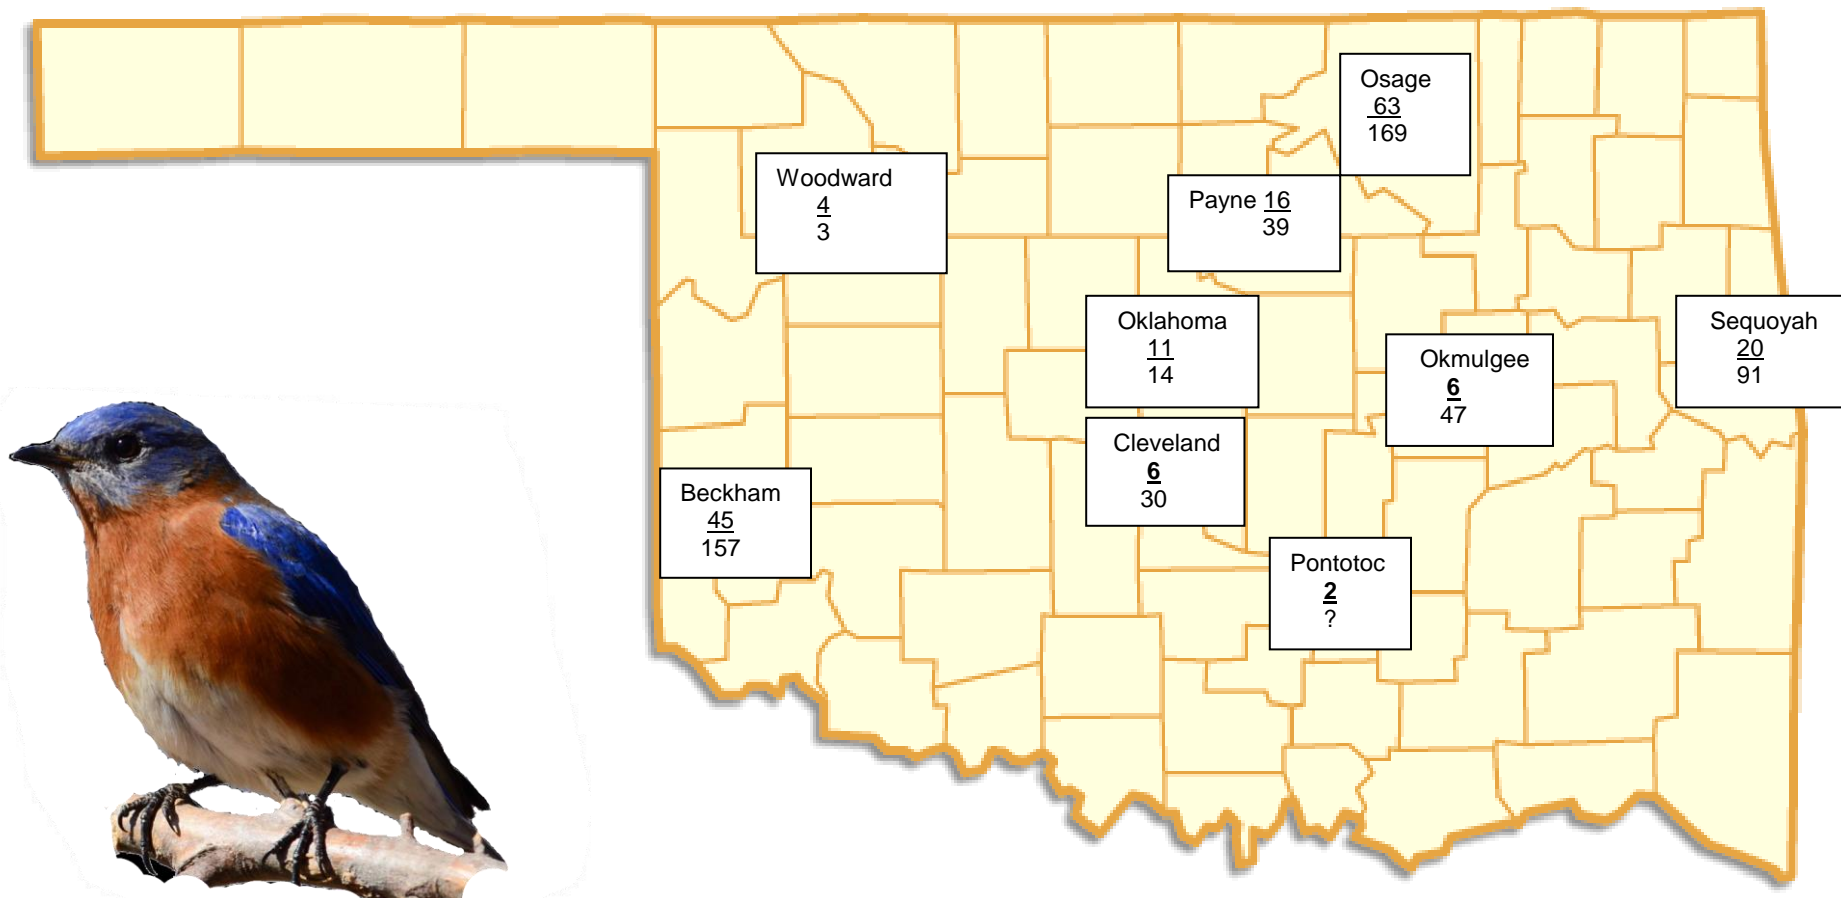 Osage
63
169
Woodward
4
3
Payne 16
39
Oklahoma
11
14
Sequoyah
20
91
Okmulgee
6
47
Cleveland
6
30
Beckham
45
157
Pontotoc
2
?